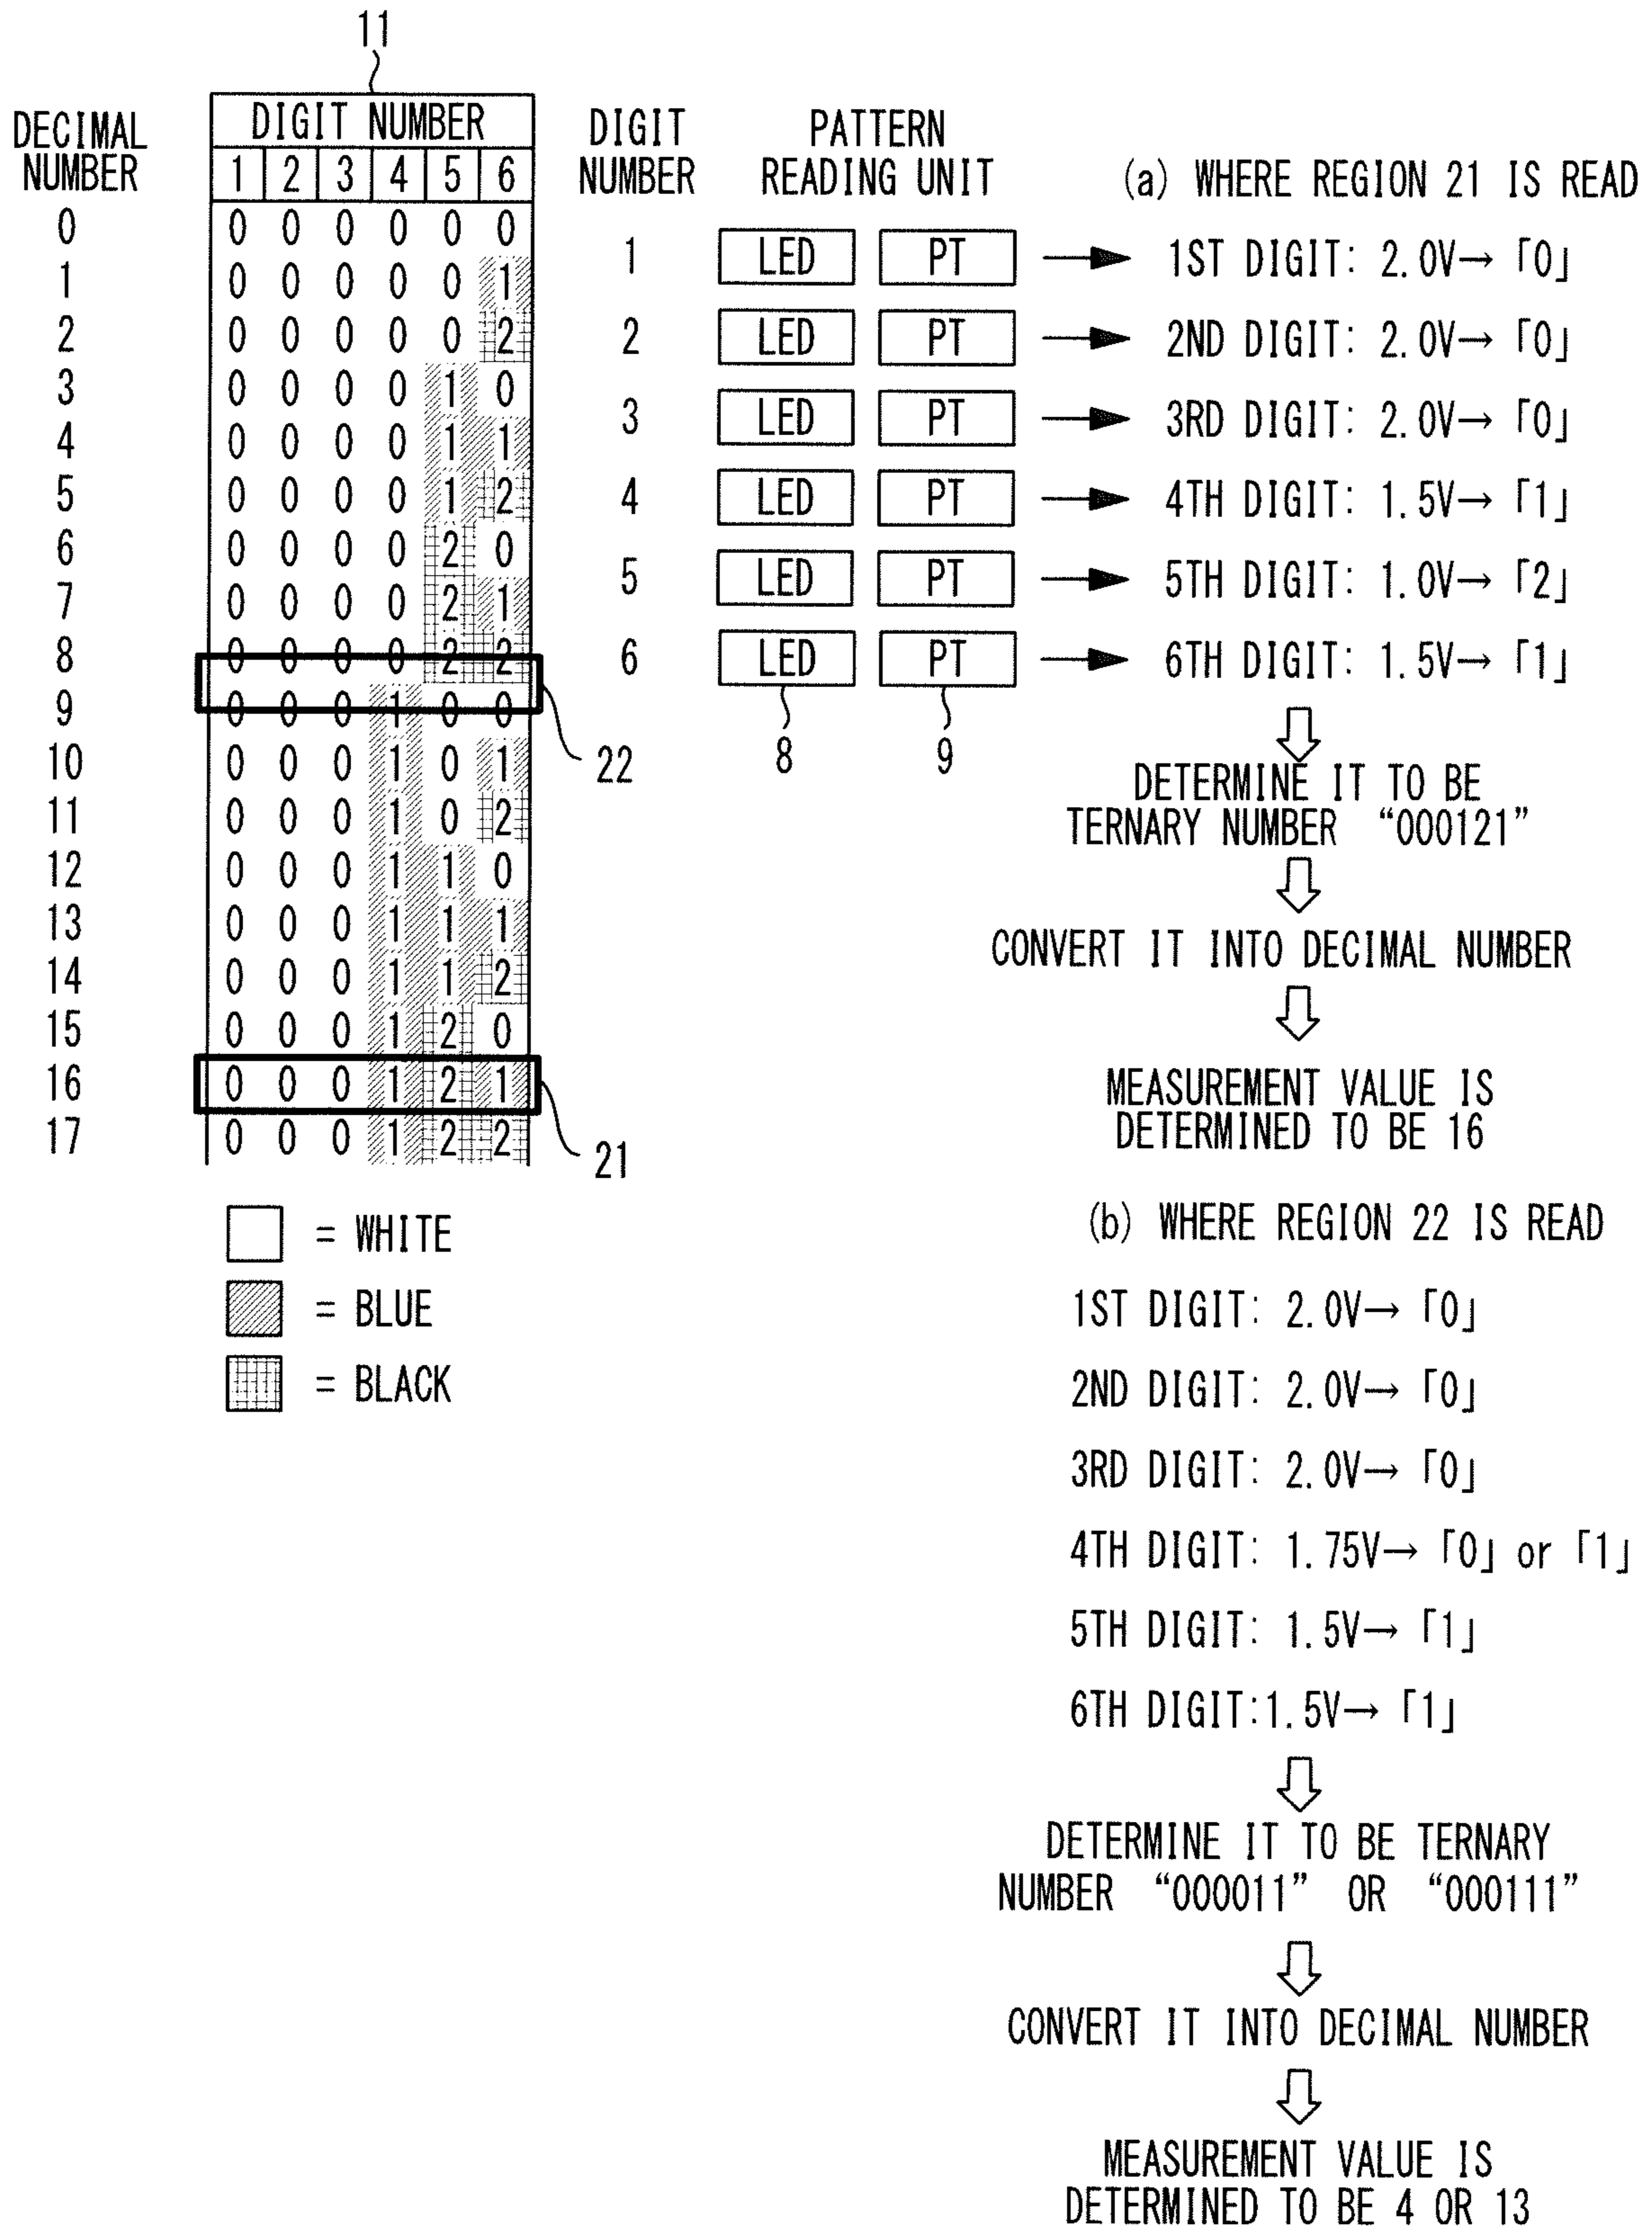 11
DECIMAL
NUMBER
DIGIT NUMBER
1 2 3 4 5 6
0 0 0 0 0 0 0
1 0 0 0 0 0 1
2 0 0 0 0 0 2
3 0 0 0 0 1 0
4 0 0 0 0 1 1
5 0 0 0 0 1 2
6 0 0 0 0 2 0
7 0 0 0 0 2 1
8 0 0 0 0 2 2
9 0 0 0 1 0 0
10 0 0 0 1 0 1
11 0 0 0 1 0 2
12 0 0 0 1 1 0
13 0 0 0 1 1 1
14 0 0 0 1 1 2
15 0 0 0 1 2 0
16 0 0 0 1 2 1
17 0 0 0 1 2 2
22
21
= WHITE
= BLUE
= BLACK
DIGIT
NUMBER
PATTERN
READING UNIT
(a) WHERE REGION 21 IS READ
1 LED PT → 1ST DIGIT: 2.0V→ 「0」
2 LED PT → 2ND DIGIT: 2.0V→ 「0」
3 LED PT → 3RD DIGIT: 2.0V→ 「0」
4 LED PT → 4TH DIGIT: 1.5V→ 「1」
5 LED PT → 5TH DIGIT: 1.0V→ 「2」
6 LED PT → 6TH DIGIT: 1.5V→ 「1」
8 9
DETERMINE IT TO BE
TERNARY NUMBER “000121”
CONVERT IT INTO DECIMAL NUMBER
MEASUREMENT VALUE IS
DETERMINED TO BE 16
(b) WHERE REGION 22 IS READ
1ST DIGIT: 2.0V→ 「0」
2ND DIGIT: 2.0V→ 「0」
3RD DIGIT: 2.0V→ 「0」
4TH DIGIT: 1.75V→ 「0」 or 「1」
5TH DIGIT: 1.5V→ 「1」
6TH DIGIT:1.5V→ 「1」
DETERMINE IT TO BE TERNARY
NUMBER “000011” OR “000111”
CONVERT IT INTO DECIMAL NUMBER
MEASUREMENT VALUE IS
DETERMINED TO BE 4 OR 13